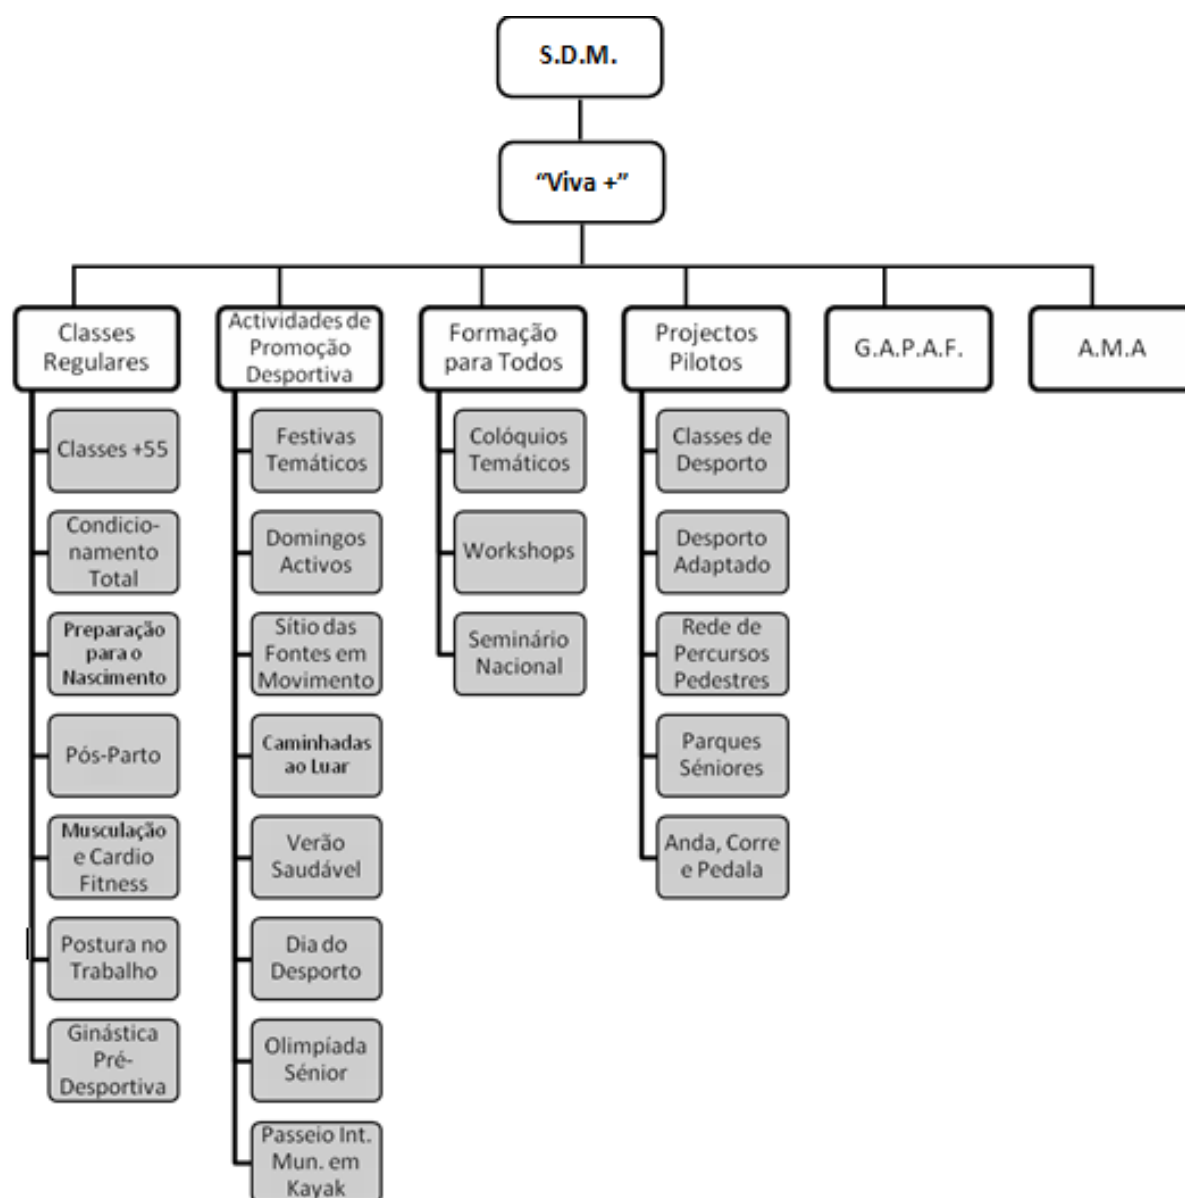 S.D.M.
“Viva +”
Classes
Regulares
Actividades de
Promoção
Desportiva
Formação
para Todos
Projectos
Pilotos
G.A.P.A.F.
A.M.A
Classes +55
Condicio-
namento
Total
Preparação
para o
Nascimento
Pós-Parto
Musculação
e Cardio
Fitness
Postura no
Trabalho
Ginástica
Pré-
Desportiva
Festivas
Temáticos
Domingos
Activos
Sítio das
Fontes em
Movimento
Caminhadas
ao Luar
Verão
Saudável
Dia do
Desporto
Olimpíada
Sénior
Passeio Int.
Mun. em
Kayak
Colóquios
Temáticos
Workshops
Seminário
Nacional
Classes de
Desporto
Desporto
Adaptado
Rede de
Percursos
Pedestres
Parques
Séniores
Anda, Corre
e Pedala